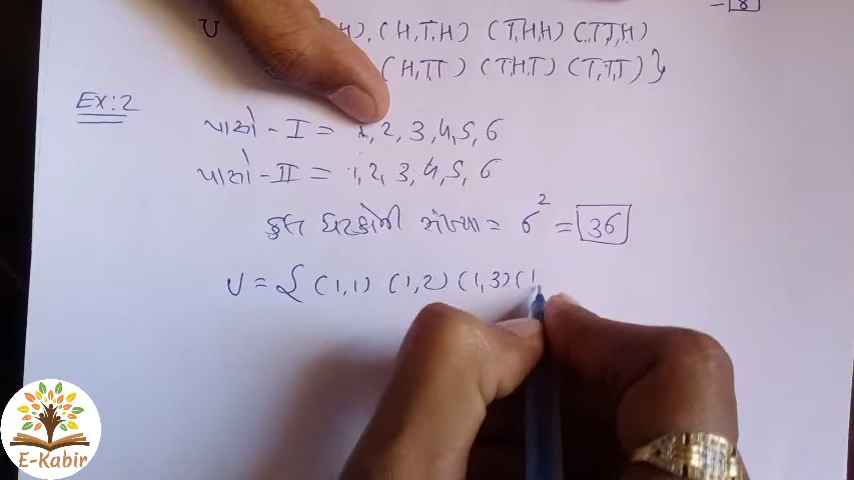 = 8
U H), (H,T,H) (T,H,H) (T,T,H)
(H,T,T) (T,H,T) (T,T,T) }
Ex:2
પાસો - I = 1, 2, 3, 4, 5, 6
પાસો - II = 1, 2, 3, 4, 5, 6
કુલ ઘટકોની સંખ્યા = 6² = 36
U = { (1,1) (1,2) (1,3) (1
E-Kabir